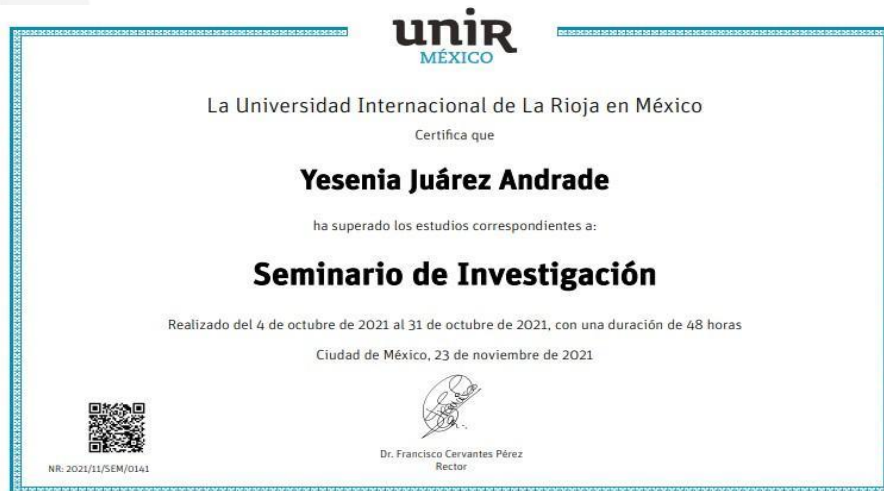 unir
MÉXICO
La Universidad Internacional de La Rioja en México
Certifica que
Yesenia Juárez Andrade
ha superado los estudios correspondientes a:
Seminario de Investigación
Realizado del 4 de octubre de 2021 al 31 de octubre de 2021, con una duración de 48 horas
Ciudad de México, 23 de noviembre de 2021
Dr. Francisco Cervantes Pérez
Rector
NR: 2021/11/SEM/0141